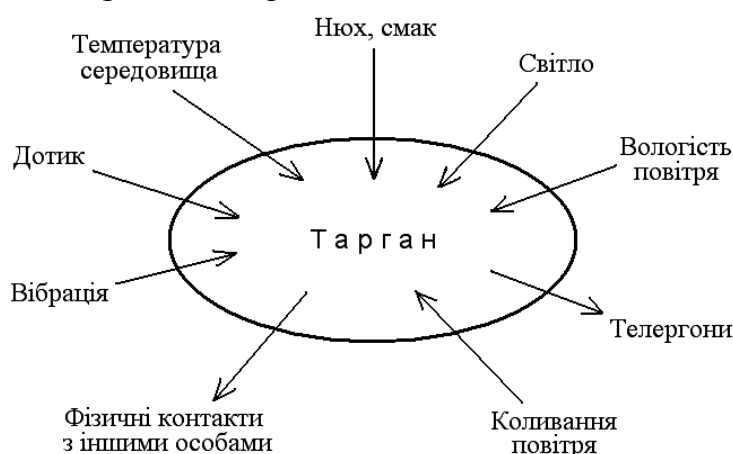 Нюх, смак
Температура
середовища
Світло
Дотик
Вологість
повітря
Тарган
Вібрація
Телергони
Фізичні контакти
з іншими особами
Коливання
повітря